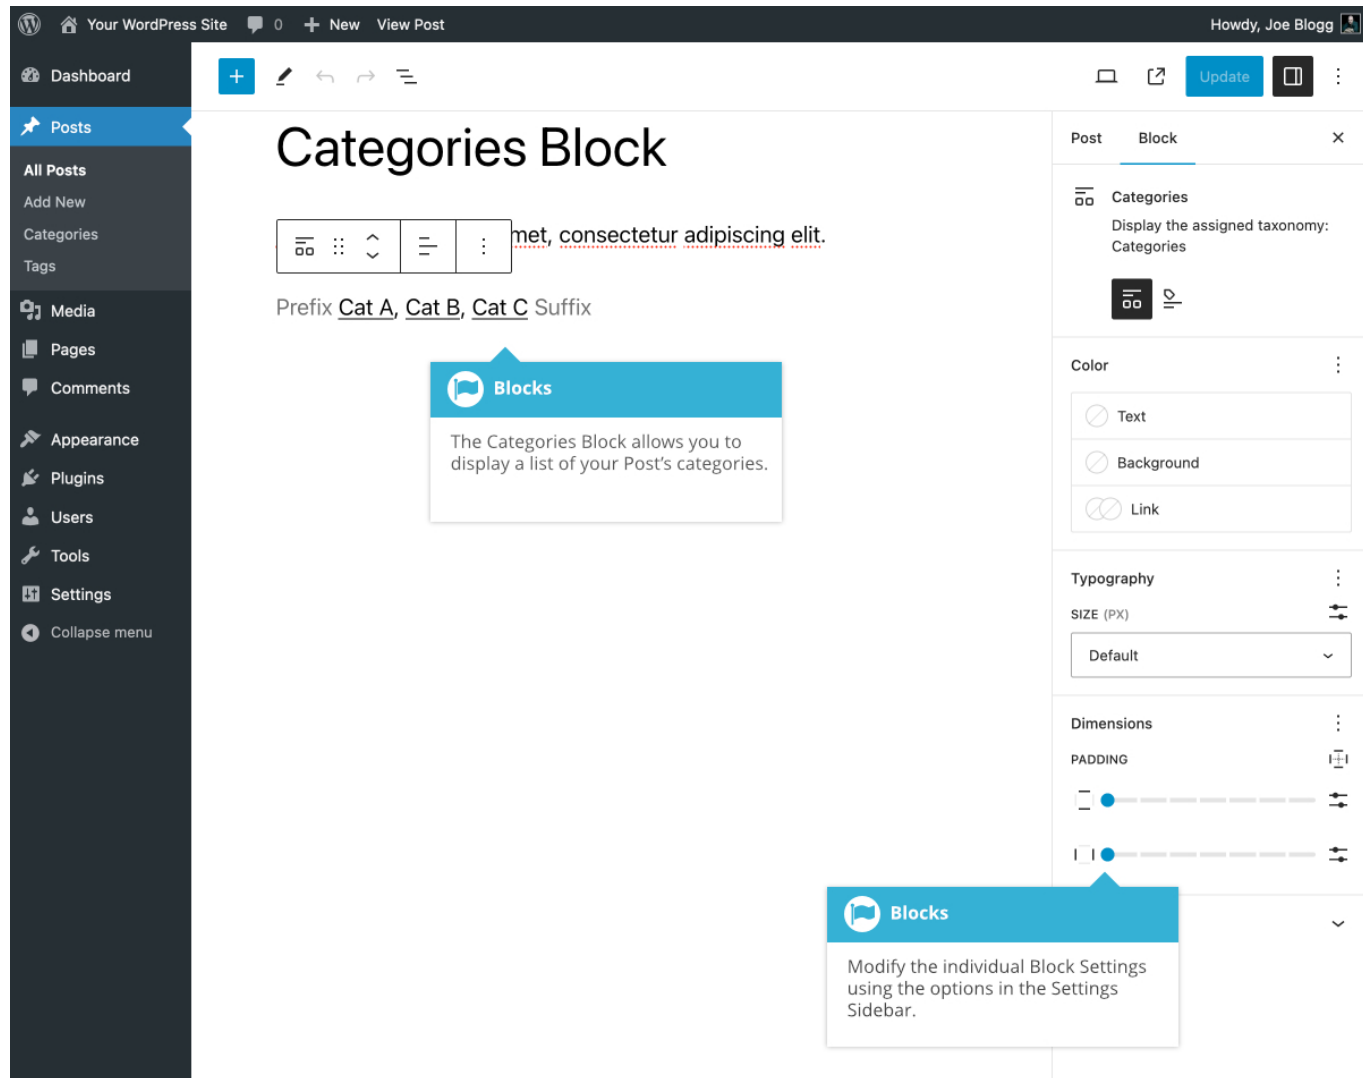 Your WordPress Site 0 New View Post Howdy, Joe Blogg
Dashboard
Posts
All Posts
Add New
Categories
Tags
Media
Pages
Comments
Appearance
Plugins
Users
Tools
Settings
Collapse menu
Update
Categories Block
met, consectetur adipiscing elit.
Prefix Cat A, Cat B, Cat C Suffix
Blocks
The Categories Block allows you to
display a list of your Post's categories.
Post Block
Categories
Display the assigned taxonomy:
Categories
Color
Text
Background
Link
Typography
SIZE (PX)
Default
Dimensions
PADDING
Blocks
Modify the individual Block Settings
using the options in the Settings
Sidebar.